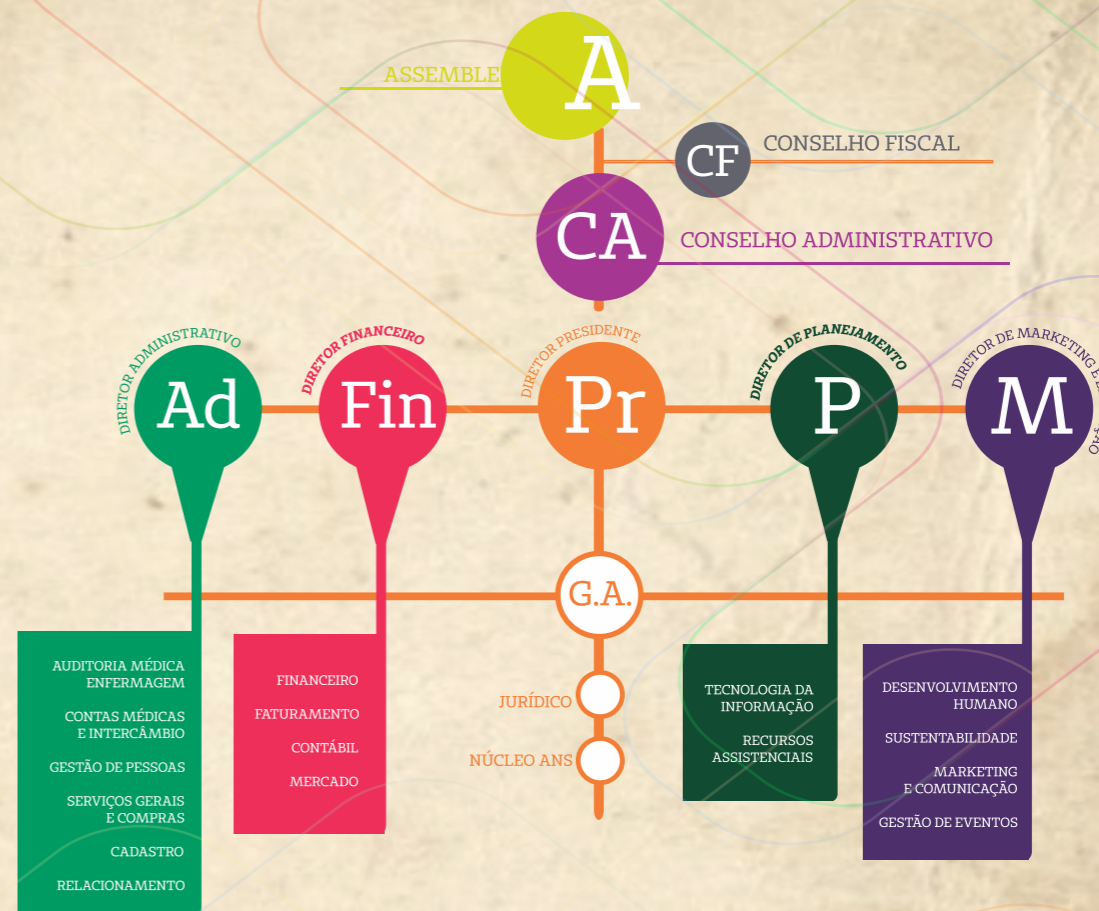 ASSEMBLE
A
CF
CONSELHO FISCAL
CA
CONSELHO ADMINISTRATIVO
DIRETOR ADMINISTRATIVO
Ad
DIRETOR FINANCEIRO
Fin
DIRETOR PRESIDENTE
Pr
DIRETOR DE PLANEJAMENTO
P
DIRETOR DE MARKETING E
M
G.A.
JURÍDICO
NÚCLEO ANS
AUDITORIA MÉDICA
ENFERMAGEM
CONTAS MÉDICAS
E INTERCÂMBIO
GESTÃO DE PESSOAS
SERVIÇOS GERAIS
E COMPRAS
CADASTRO
RELACIONAMENTO
FINANCEIRO
FATURAMENTO
CONTÁBIL
MERCADO
TECNOLOGIA DA
INFORMAÇÃO
RECURSOS
ASSISTENCIAIS
DESENVOLVIMENTO
HUMANO
SUSTENTABILIDADE
MARKETING
E COMUNICAÇÃO
GESTÃO DE EVENTOS